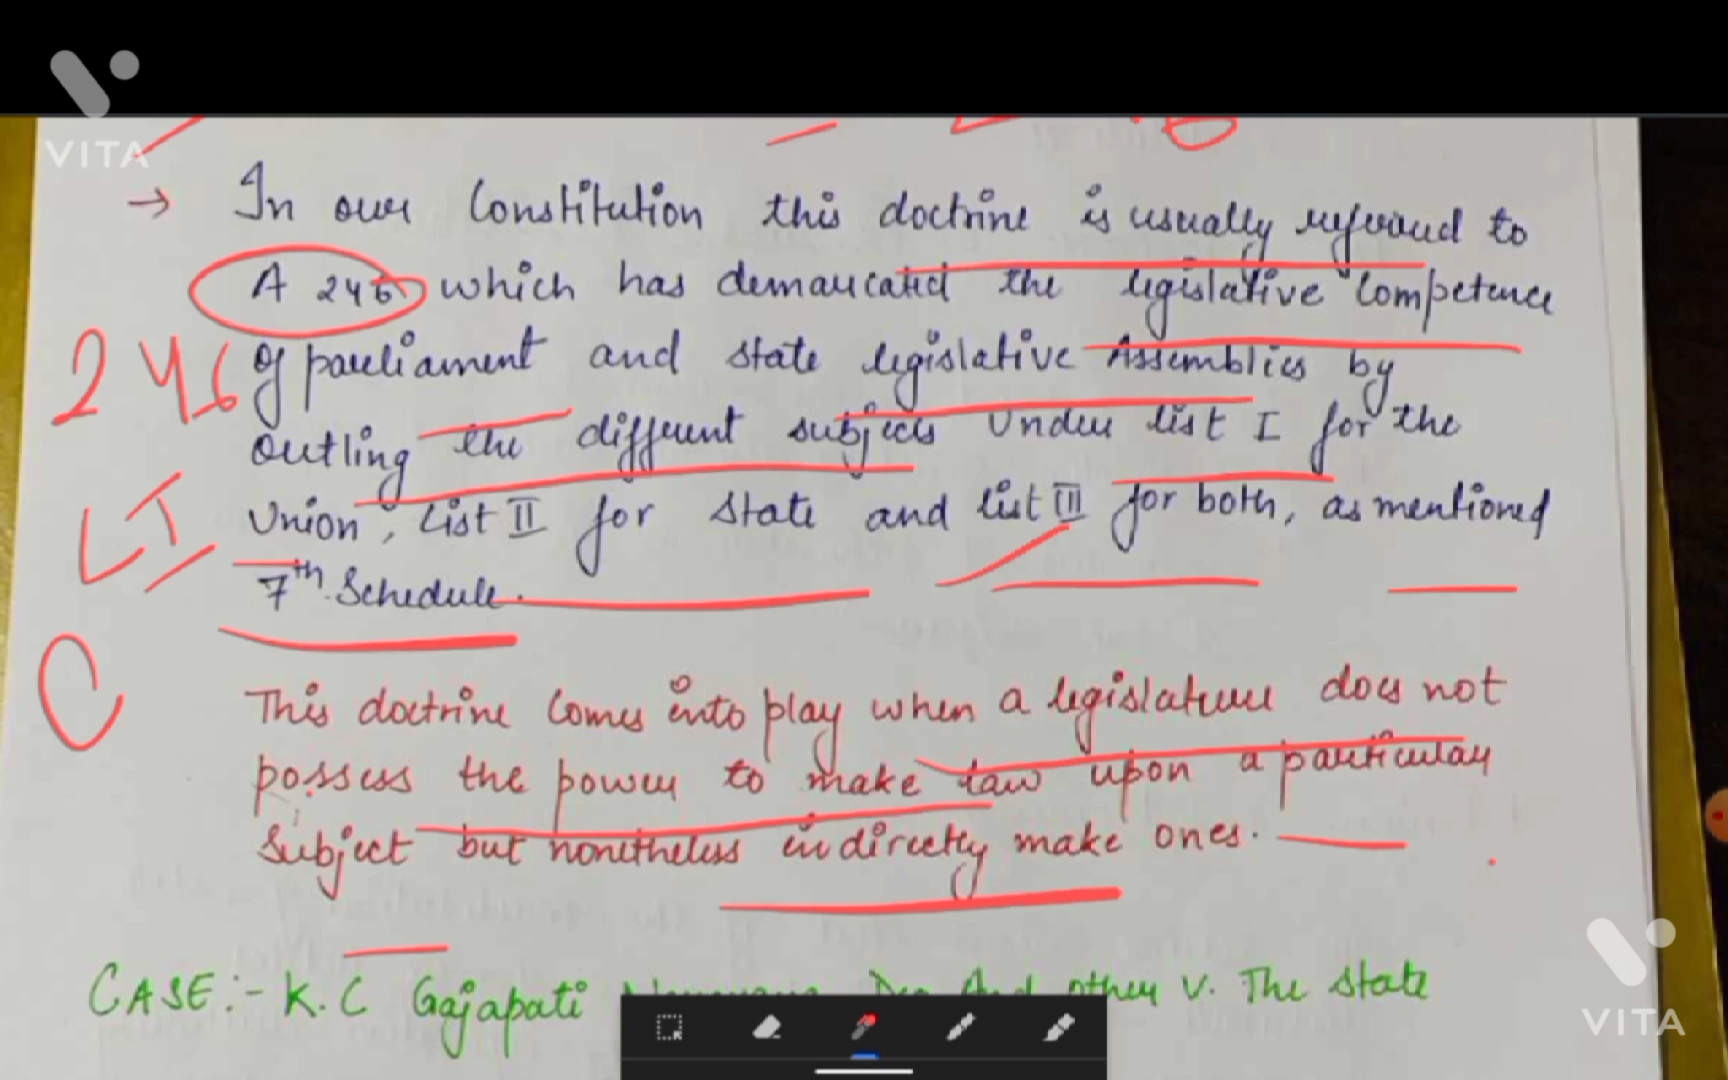 VITA
→ In our Constitution this doctrine is usually referred to
A 246 which has demarcated the legislative competence
246
of parliament and state legislative Assemblies by
outling the different subjects under list I for the
LI
Union, list II for state and list III for both, as mentioned
7th Schedule.
C
This doctrine comes into play when a legislature does not
possess the power to make law upon a particular
subject but nonetheless indirectly make ones.
CASE:- K.C Gajapati And other V. The state
VITA